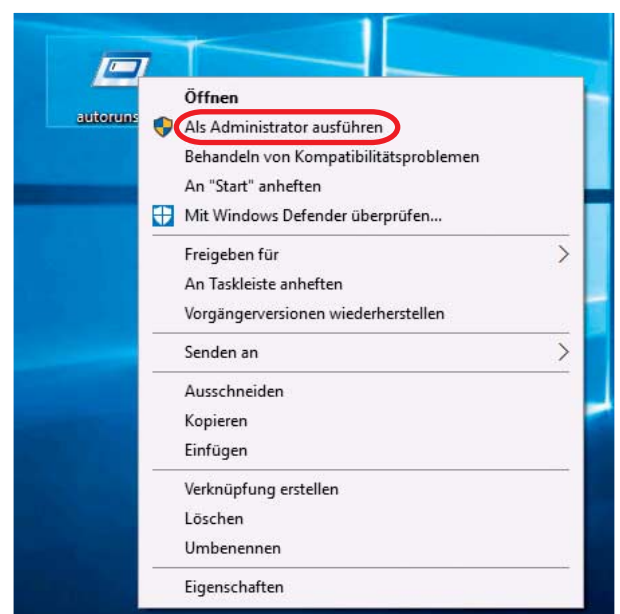 autoruns
Öffnen
Als Administrator ausführen
Behandeln von Kompatibilitätsproblemen
An "Start" anheften
Mit Windows Defender überprüfen...
Freigeben für
An Taskleiste anheften
Vorgängerversionen wiederherstellen
Senden an
Ausschneiden
Kopieren
Einfügen
Verknüpfung erstellen
Löschen
Umbenennen
Eigenschaften